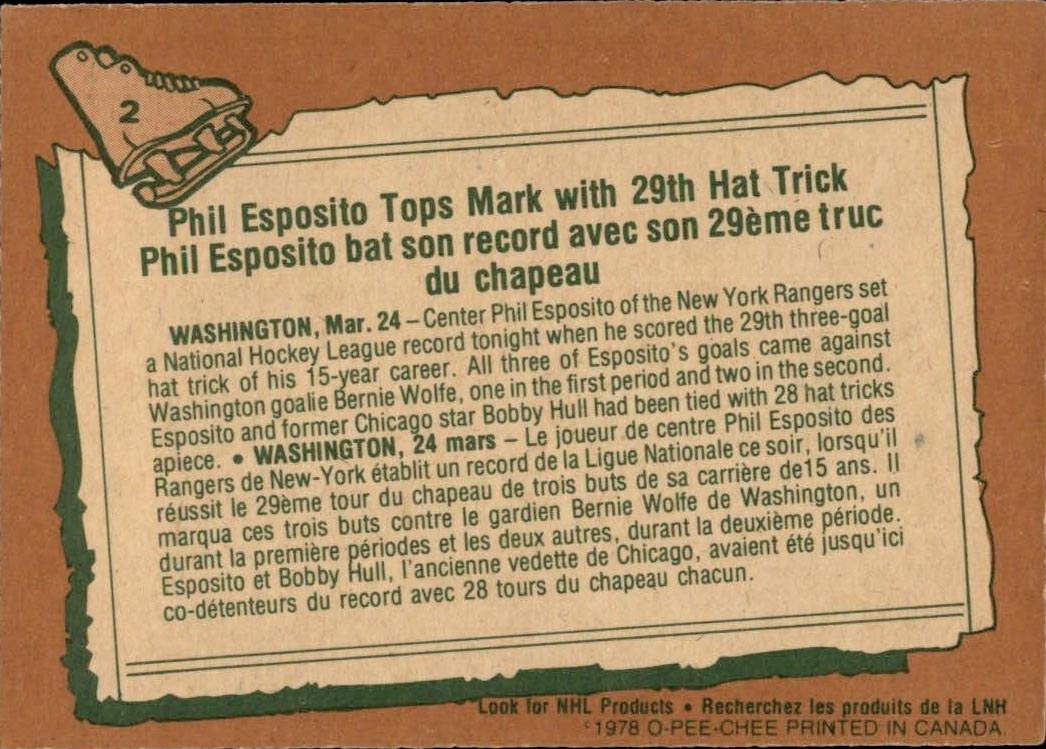 2
Phil Esposito Tops Mark with 29th Hat Trick
Phil Esposito bat son record avec son 29ème truc
du chapeau
WASHINGTON, Mar. 24 – Center Phil Esposito of the New York Rangers set
a National Hockey League record tonight when he scored the 29th three-goal
hat trick of his 15-year career. All three of Esposito's goals came against
Washington goalie Bernie Wolfe, one in the first period and two in the second.
Esposito and former Chicago star Bobby Hull had been tied with 28 hat tricks
apiece. • WASHINGTON, 24 mars – Le joueur de centre Phil Esposito des
Rangers de New-York établit un record de la Ligue Nationale ce soir, lorsqu'il
réussit le 29ème tour du chapeau de trois buts de sa carrière de15 ans. Il
marqua ces trois buts contre le gardien Bernie Wolfe de Washington, un
durant la première périodes et les deux autres, durant la deuxième période.
Esposito et Bobby Hull, l'ancienne vedette de Chicago, avaient été jusqu'ici
co-détenteurs du record avec 28 tours du chapeau chacun.
Look for NHL Products • Recherchez les produits de la LNH
©1978 O-PEE-CHEE PRINTED IN CANADA.